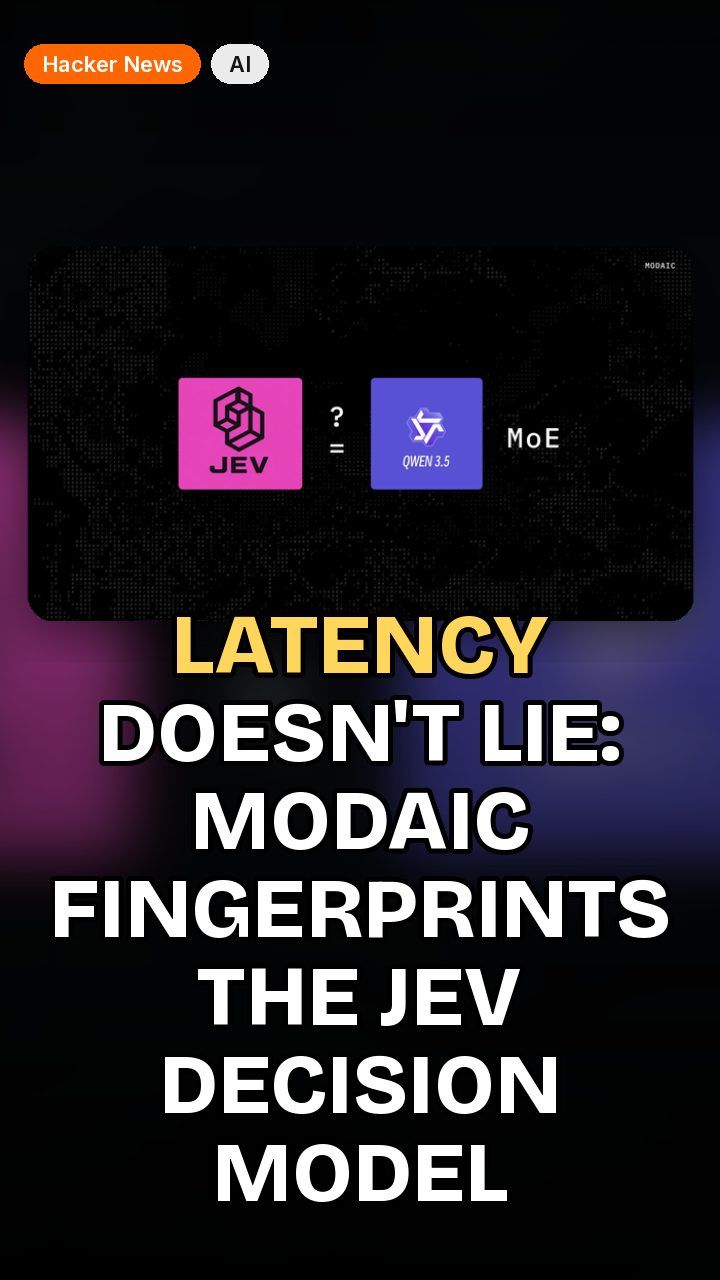 Hacker News AI
MODAIC
?
=
MoE
JEV
QWEN 3.5
LATENCY
DOESN'T LIE:
MODAIC
FINGERPRINTS
THE JEV
DECISION
MODEL